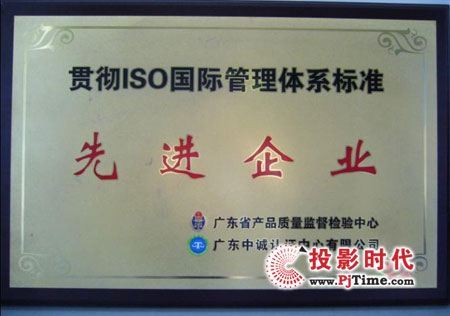 贯彻ISO国际管理体系标准
先进企业
广东省产品质量监督检验中心
广东中诚认证中心有限公司
投影时代
www.PjTime.com